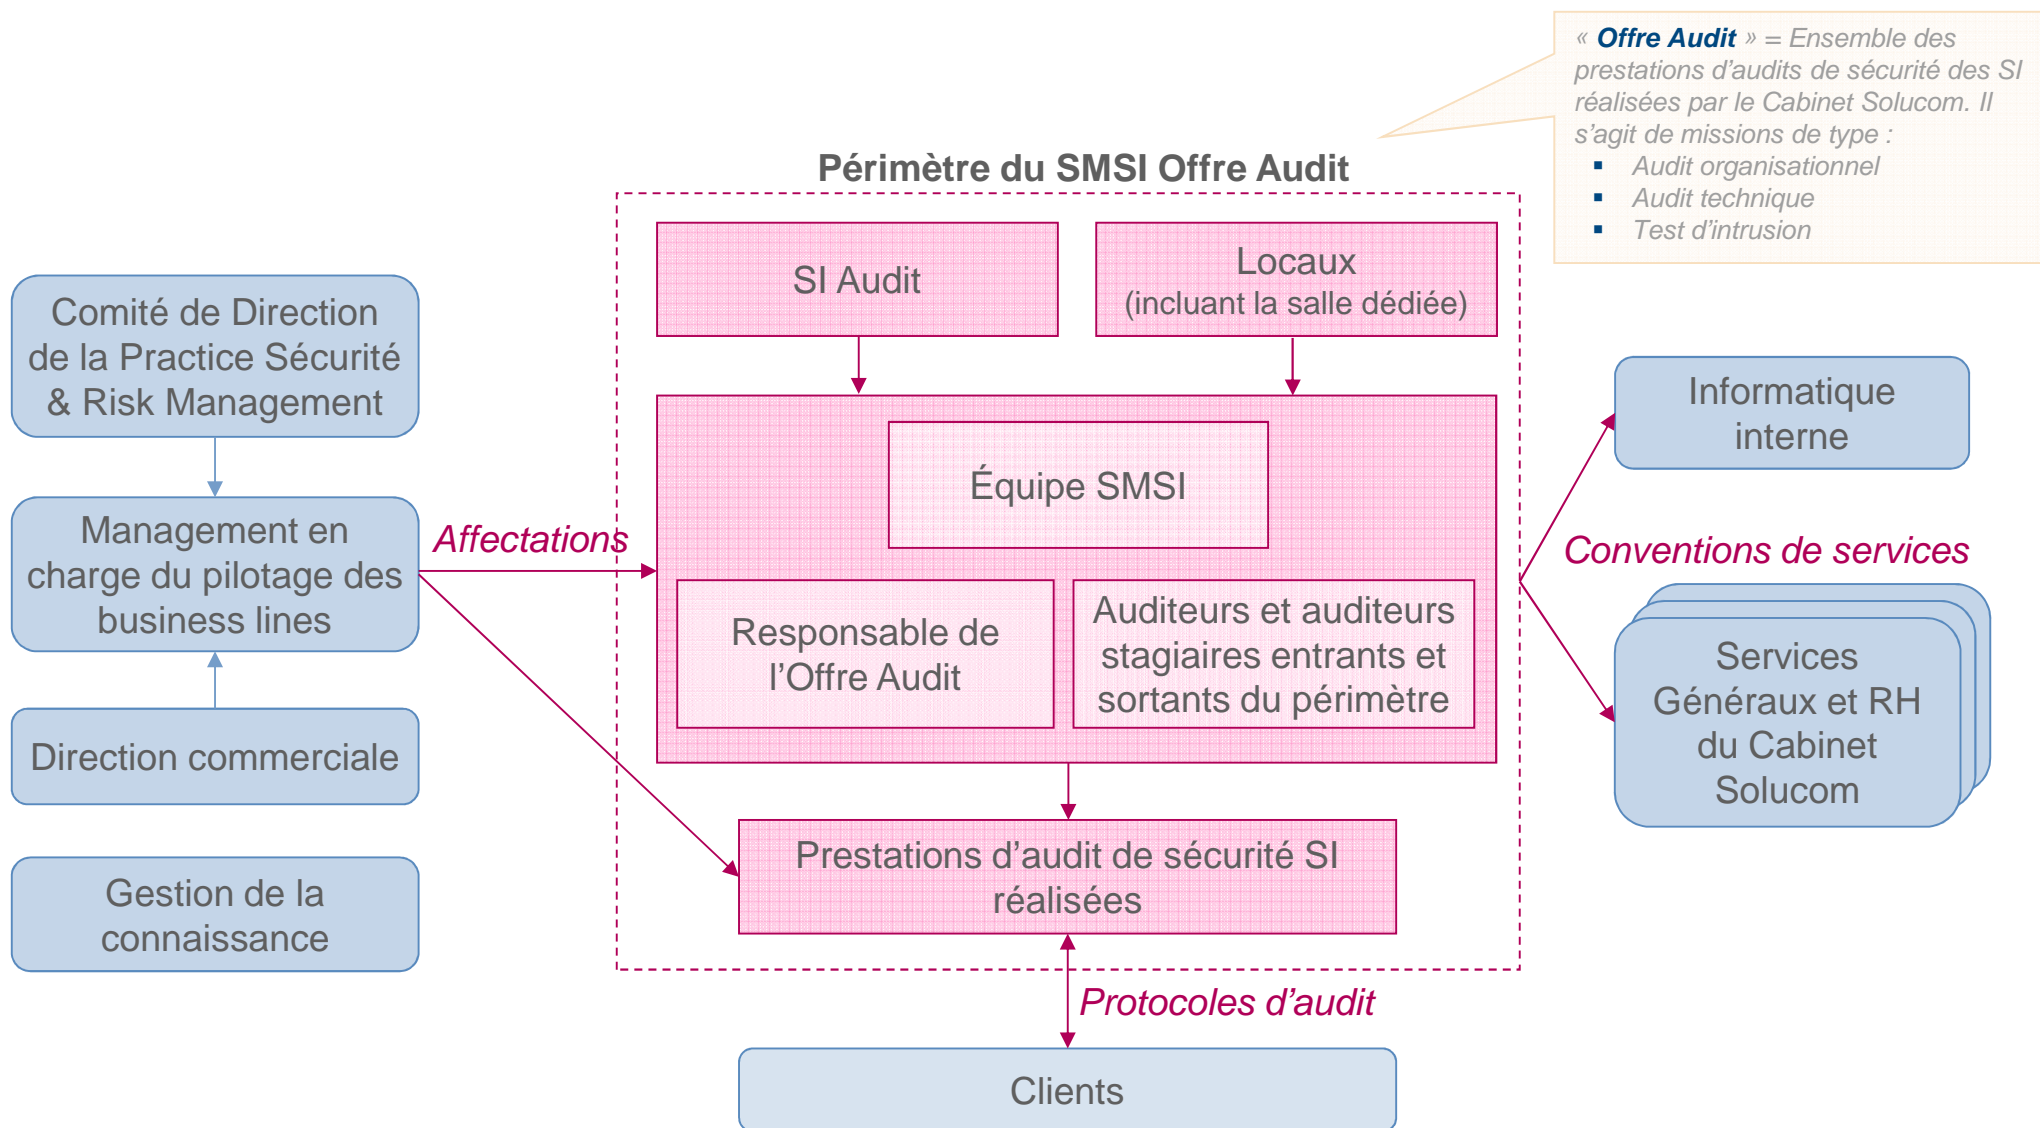 « Offre Audit » = Ensemble des
prestations d’audits de sécurité des SI
réalisées par le Cabinet Solucom. Il
s’agit de missions de type :
▪ Audit organisationnel
▪ Audit technique
▪ Test d’intrusion
Périmètre du SMSI Offre Audit
SI Audit
Locaux
(incluant la salle dédiée)
Comité de Direction
de la Practice Sécurité
& Risk Management
Management en
charge du pilotage des
business lines
Direction commerciale
Gestion de la
connaissance
Affectations
Équipe SMSI
Responsable de
l’Offre Audit
Auditeurs et auditeurs
stagiaires entrants et
sortants du périmètre
Prestations d’audit de sécurité SI
réalisées
Protocoles d’audit
Clients
Informatique
interne
Conventions de services
Services
Généraux et RH
du Cabinet
Solucom